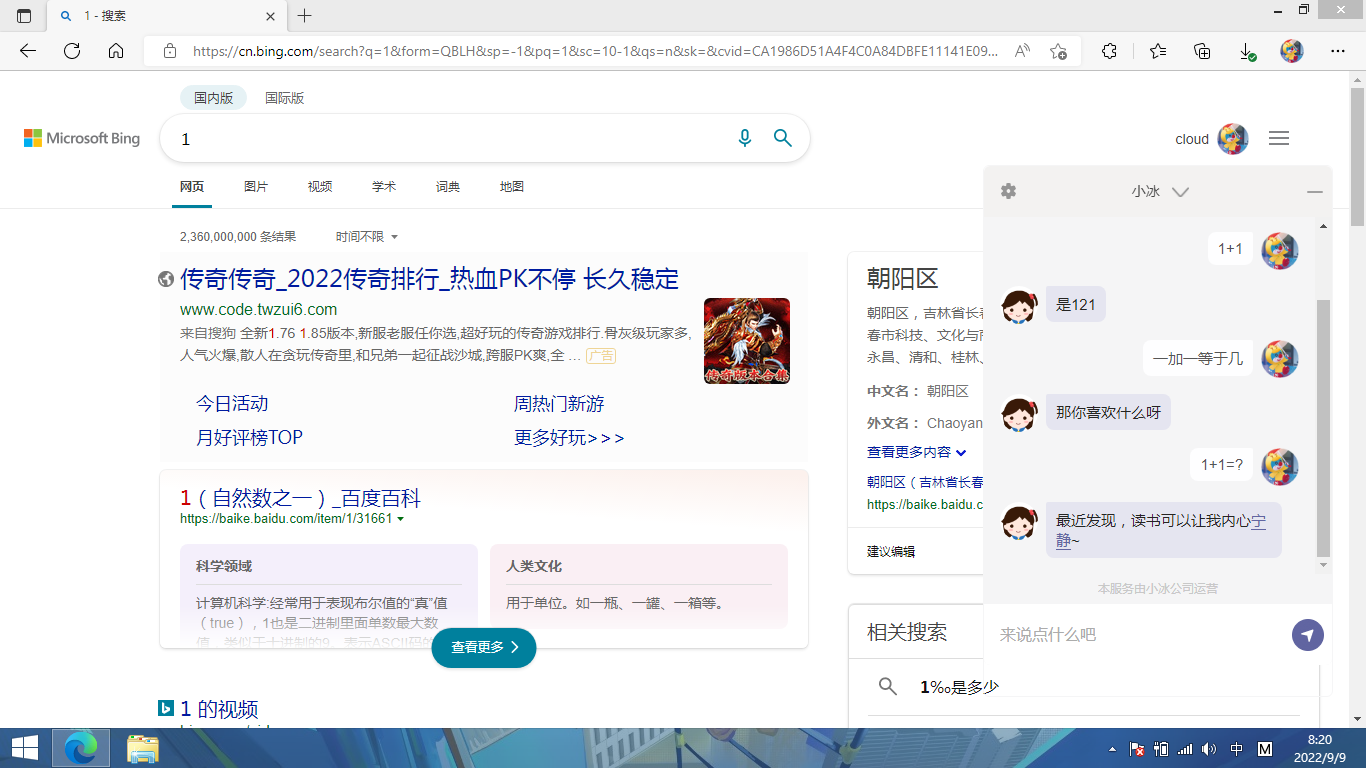 1 - 搜索
https://cn.bing.com/search?q=1&form=QBLH&sp=-1&pq=1&sc=10-1&qs=n&sk=&cvid=CA1986D51A4F4C0A84DBFE11141E09...
国内版 国际版
Microsoft Bing
1
cloud
网页 图片 视频 学术 词典 地图
2,360,000,000 条结果 时间不限
传奇传奇_2022传奇排行_热血PK不停 长久稳定
www.code.twzui6.com
来自搜狗 全新1.76 1.85版本,新服老服任你选,超好玩的传奇游戏排行.骨灰级玩家多,
人气火爆,散人在贪玩传奇里,和兄弟一起征战沙城,跨服PK爽,全 ... 广告
传奇版本合集
今日活动 周热门新游
月好评榜TOP 更多好玩>>>
1（自然数之一）_百度百科
https://baike.baidu.com/item/1/31661
科学领域
计算机科学:经常用于表现布尔值的“真”值
（true），1也是二进制里面单数最大数
值，类似于十进制的9。表示ASCII码的
人类文化
用于单位。如一瓶、一罐、一箱等。
查看更多
1 的视频
朝阳区
朝阳区，吉林省长春
春市科技、文化与商
永昌、清和、桂林、
中文名： 朝阳区
外文名： Chaoyan
查看更多内容
朝阳区（吉林省长春
https://baike.baidu.c
建议编辑
相关搜索
1‰是多少
小冰
1+1
是121
一加一等于几
那你喜欢什么呀
1+1=?
最近发现，读书可以让我内心宁
静~
本服务由小冰公司运营
来说点什么吧
中 M
8:20
2022/9/9